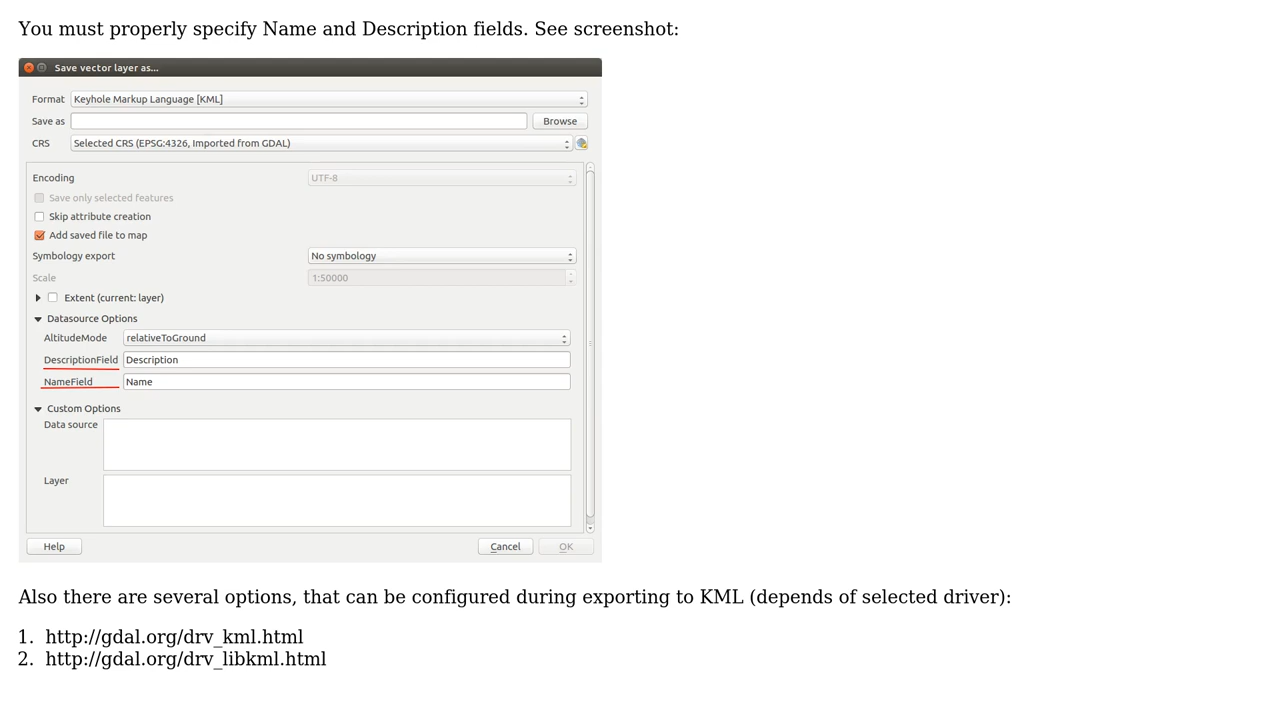 You must properly specify Name and Description fields. See screenshot:
Save vector layer as...
Format Keyhole Markup Language [KML]
Save as Browse
CRS Selected CRS (EPSG:4326, Imported from GDAL)
Encoding UTF-8
Save only selected features
Skip attribute creation
Add saved file to map
Symbology export No symbology
Scale 1:50000
Extent (current: layer)
Datasource Options
AltitudeMode relativeToGround
DescriptionField Description
NameField Name
Custom Options
Data source
Layer
Help Cancel OK
Also there are several options, that can be configured during exporting to KML (depends of selected driver):
1. http://gdal.org/drv_kml.html
2. http://gdal.org/drv_libkml.html